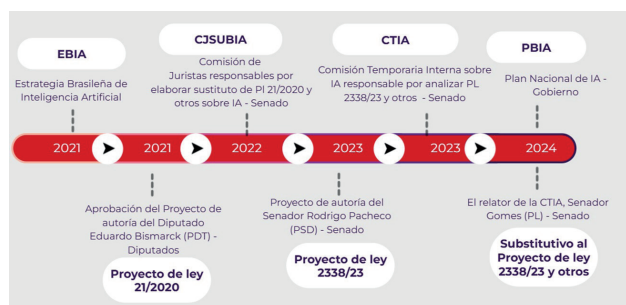 EBIA
Estrategia Brasileña de
Inteligencia Artificial
CJSUBIA
Comisión de
Juristas responsables por
elaborar sustituto de Pl 21/2020 y
otros sobre IA - Senado
CTIA
Comisión Temporaria Interna sobre
IA responsable por analizar PL
2338/23 y otros - Senado
PBIA
Plan Nacional de IA -
Gobierno
2021
2021
2022
2023
2023
2024
Aprobación del Proyecto de
autoría del Diputado
Eduardo Bismarck (PDT) -
Diputados
Proyecto de ley
21/2020
Proyecto de autoría del
Senador Rodrigo Pacheco
(PSD) - Senado
Proyecto de ley
2338/23
El relator de la CTIA, Senador
Gomes (PL) - Senado
Substitutivo al
Proyecto de ley
2338/23 y otros